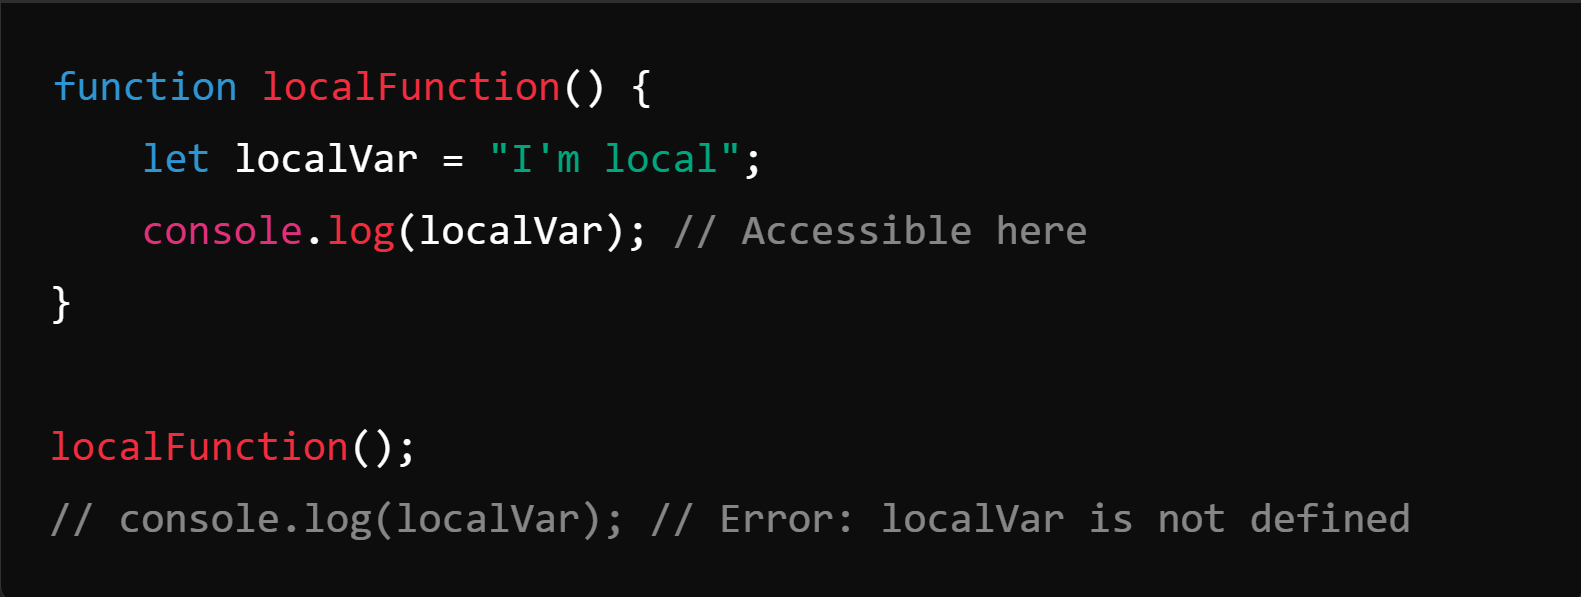 function localFunction() {
    let localVar = "I'm local";
    console.log(localVar); // Accessible here
}

localFunction();
// console.log(localVar); // Error: localVar is not defined